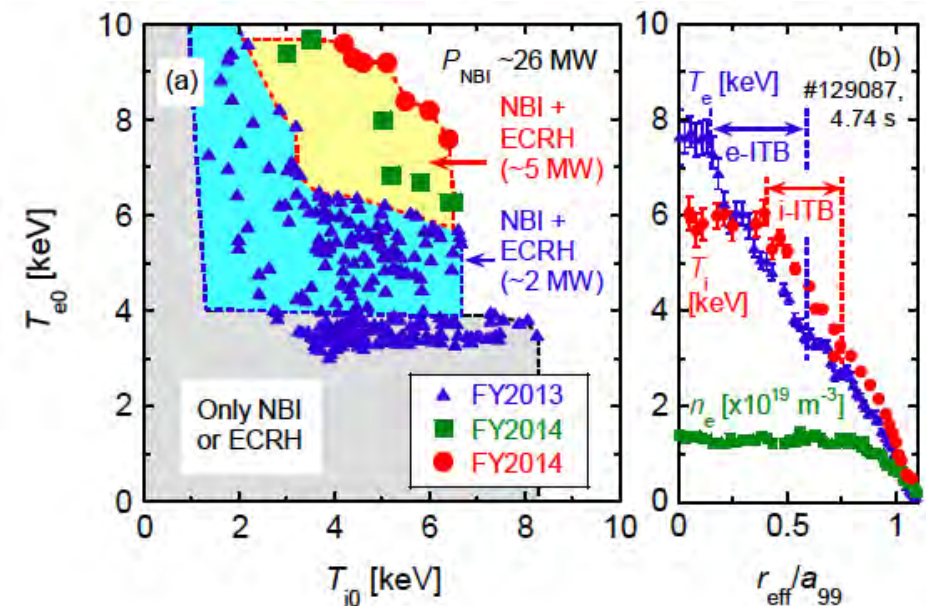 10
8
6
4
2
0
T_e0 [keV]
(a)
P_NBI ~26 MW
NBI +
ECRH
(~5 MW)
NBI +
ECRH
(~2 MW)
Only NBI
or ECRH
FY2013
FY2014
FY2014
0 2 4 6 8 10
T_i0 [keV]
10
8
6
4
2
0
(b)
T_e [keV]
#129087,
4.74 s
e-ITB
i-ITB
T_i
[keV]
n_e [x10^19 m^-3]
0 0.5 1
r_eff/a_99